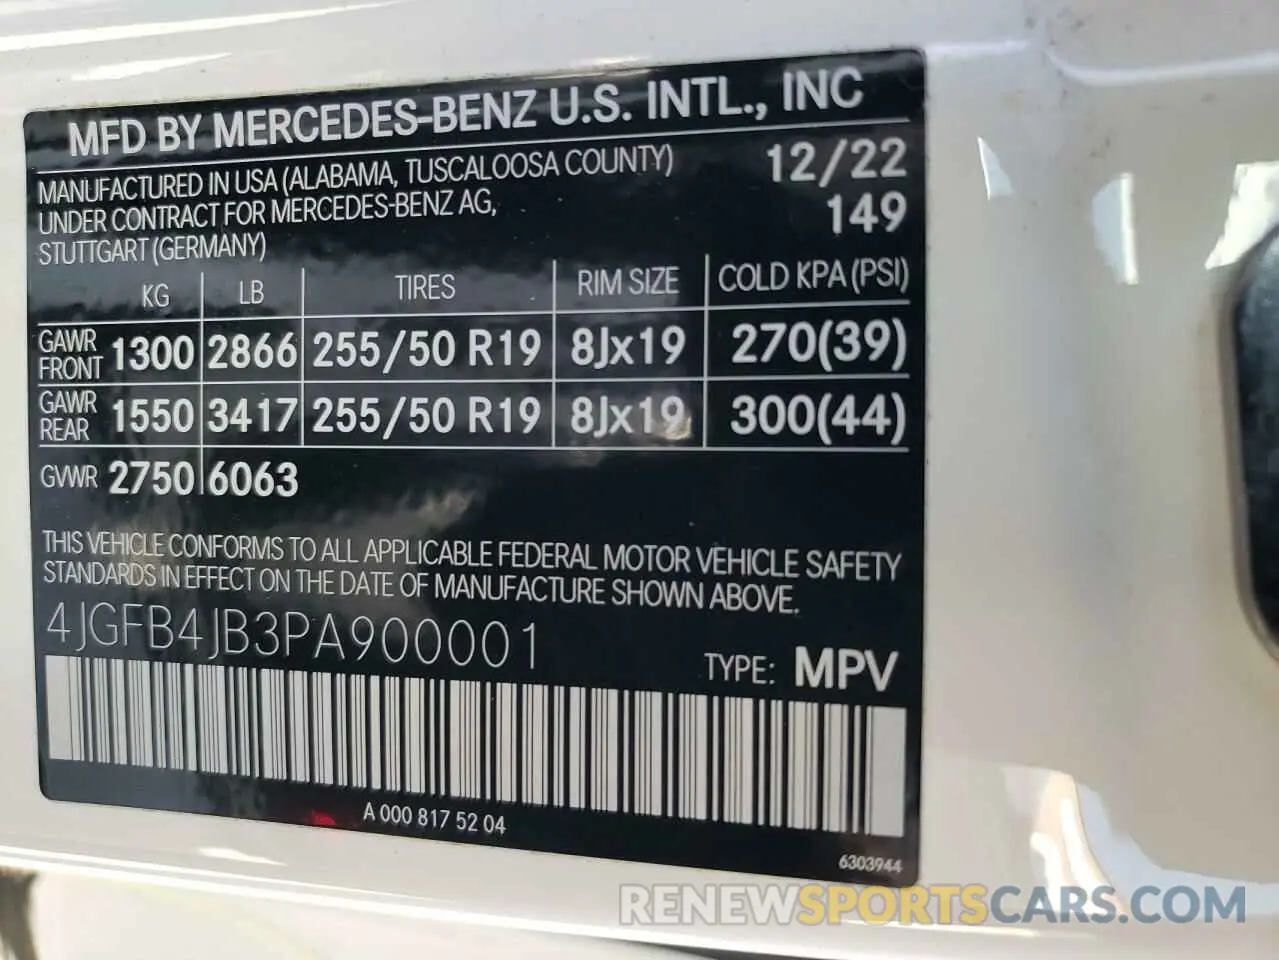 MFD BY MERCEDES-BENZ U.S. INTL., INC
MANUFACTURED IN USA (ALABAMA, TUSCALOOSA COUNTY) 12/22
UNDER CONTRACT FOR MERCEDES-BENZ AG, 149
STUTTGART (GERMANY)
KG LB TIRES RIM SIZE COLD KPA (PSI)
GAWR FRONT 1300 2866 255/50 R19 8Jx19 270(39)
GAWR REAR 1550 3417 255/50 R19 8Jx19 300(44)
GVWR 2750 6063
THIS VEHICLE CONFORMS TO ALL APPLICABLE FEDERAL MOTOR VEHICLE SAFETY
STANDARDS IN EFFECT ON THE DATE OF MANUFACTURE SHOWN ABOVE.
4JGFB4JB3PA900001
TYPE: MPV
A 000 817 52 04
6303944
RENEWSPORTSCARS.COM